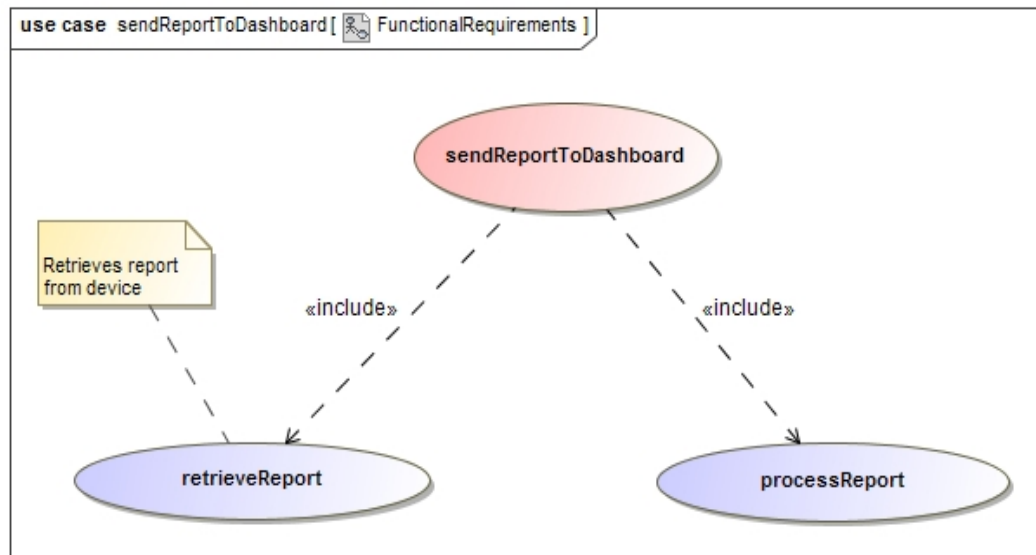 use case sendReportToDashboard [ FunctionalRequirements ]
sendReportToDashboard
Retrieves report
from device
«include»
«include»
retrieveReport
processReport